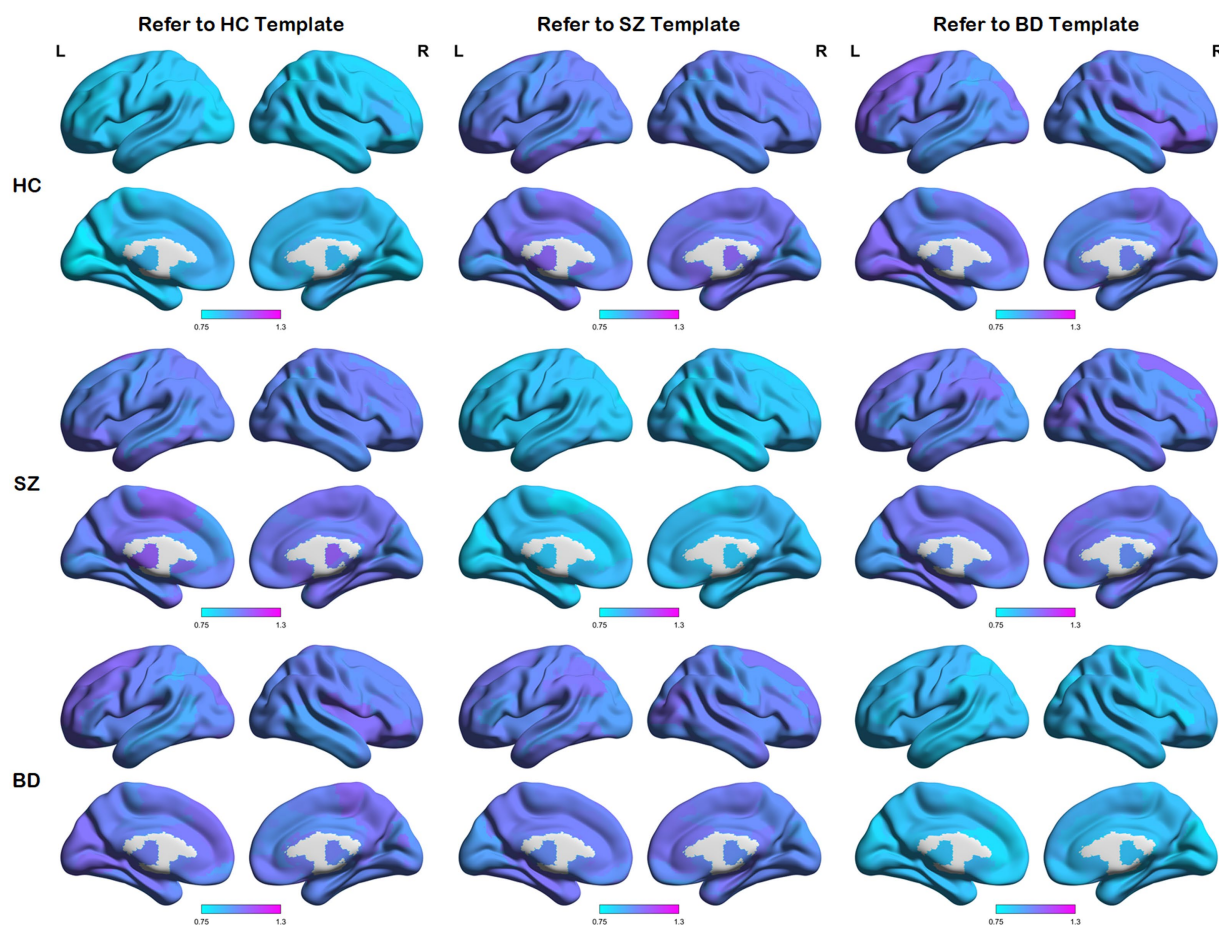 Refer to HC Template Refer to SZ Template Refer to BD Template
L R L R L R
HC
0.75 1.3 0.75 1.3 0.75 1.3
SZ
0.75 1.3 0.75 1.3 0.75 1.3
BD
0.75 1.3 0.75 1.3 0.75 1.3